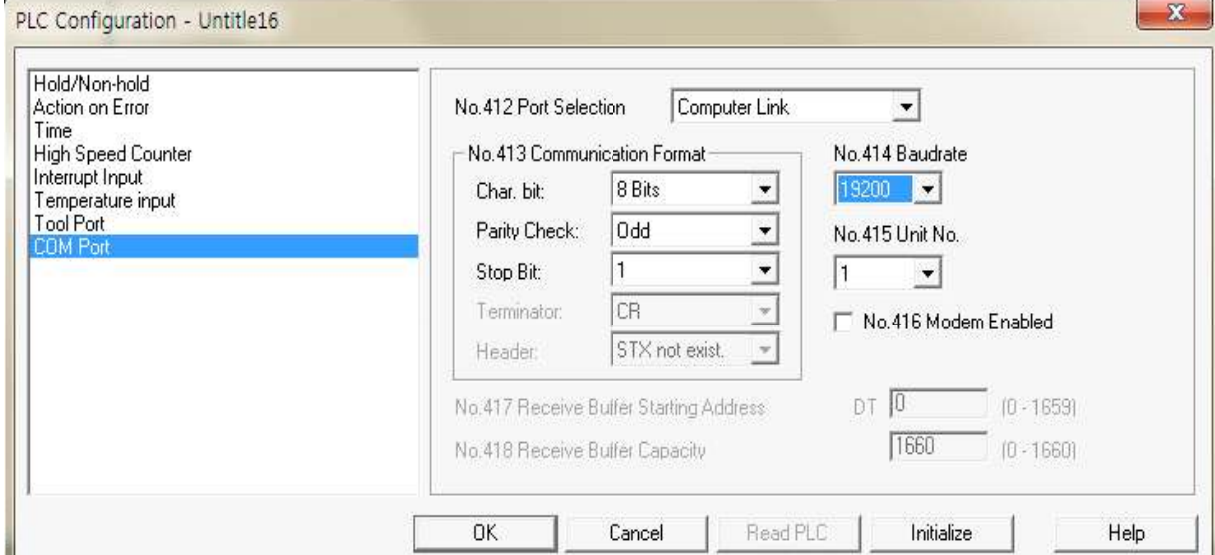 PLC Configuration - Untitle16
Hold/Non-hold
Action on Error
Time
High Speed Counter
Interrupt Input
Temperature input
Tool Port
COM Port
No.412 Port Selection Computer Link
No.413 Communication Format
Char. bit: 8 Bits
Parity Check: Odd
Stop Bit: 1
Terminator: CR
Header: STX not exist.
No.414 Baudrate
19200
No.415 Unit No.
1
No.416 Modem Enabled
No.417 Receive Buffer Starting Address DT 0 (0 - 1659)
No.418 Receive Buffer Capacity 1660 (0 - 1660)
OK Cancel Read PLC Initialize Help